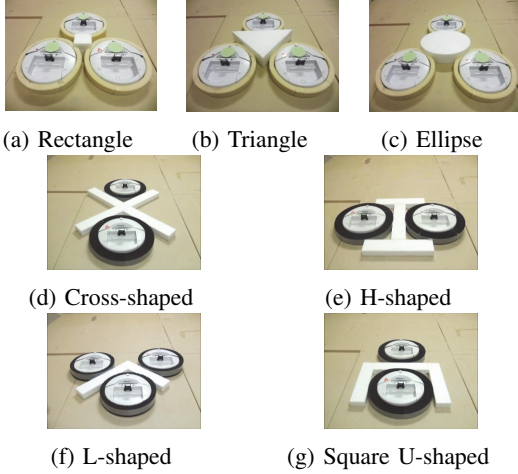 (a) Rectangle
(b) Triangle
(c) Ellipse
(d) Cross-shaped
(e) H-shaped
(f) L-shaped
(g) Square U-shaped